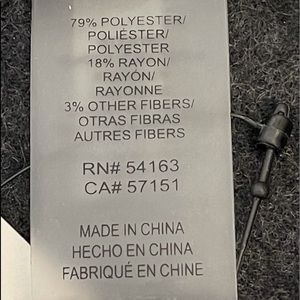 79% POLYESTER/
POLIÉSTER/
POLYESTER
18% RAYON/
RAYÓN/
RAYONNE
3% OTHER FIBERS/
OTRAS FIBRAS
AUTRES FIBERS
RN# 54163
CA# 57151
MADE IN CHINA
HECHO EN CHINA
FABRIQUÉ EN CHINE